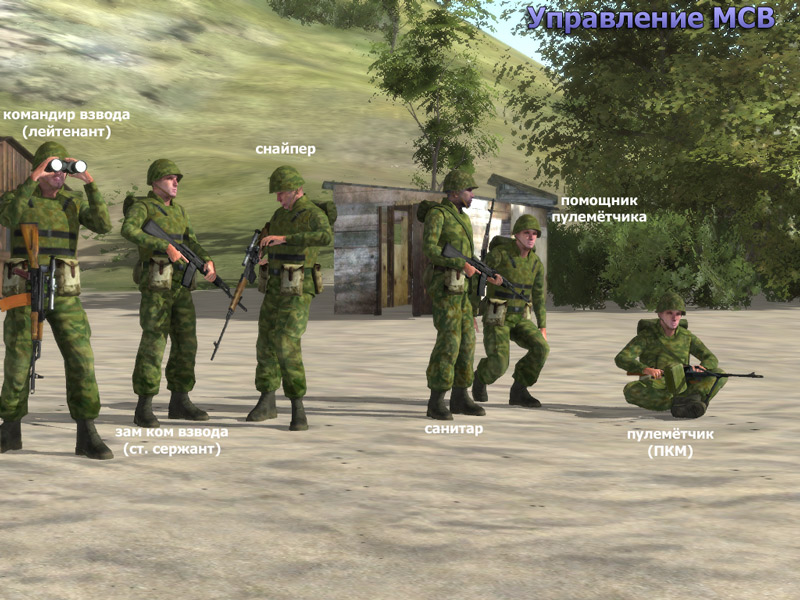 Управление МСВ
командир взвода
(лейтенант)
снайпер
помощник
пулемётчика
зам ком взвода
(ст. сержант)
санитар
пулемётчик
(ПКМ)